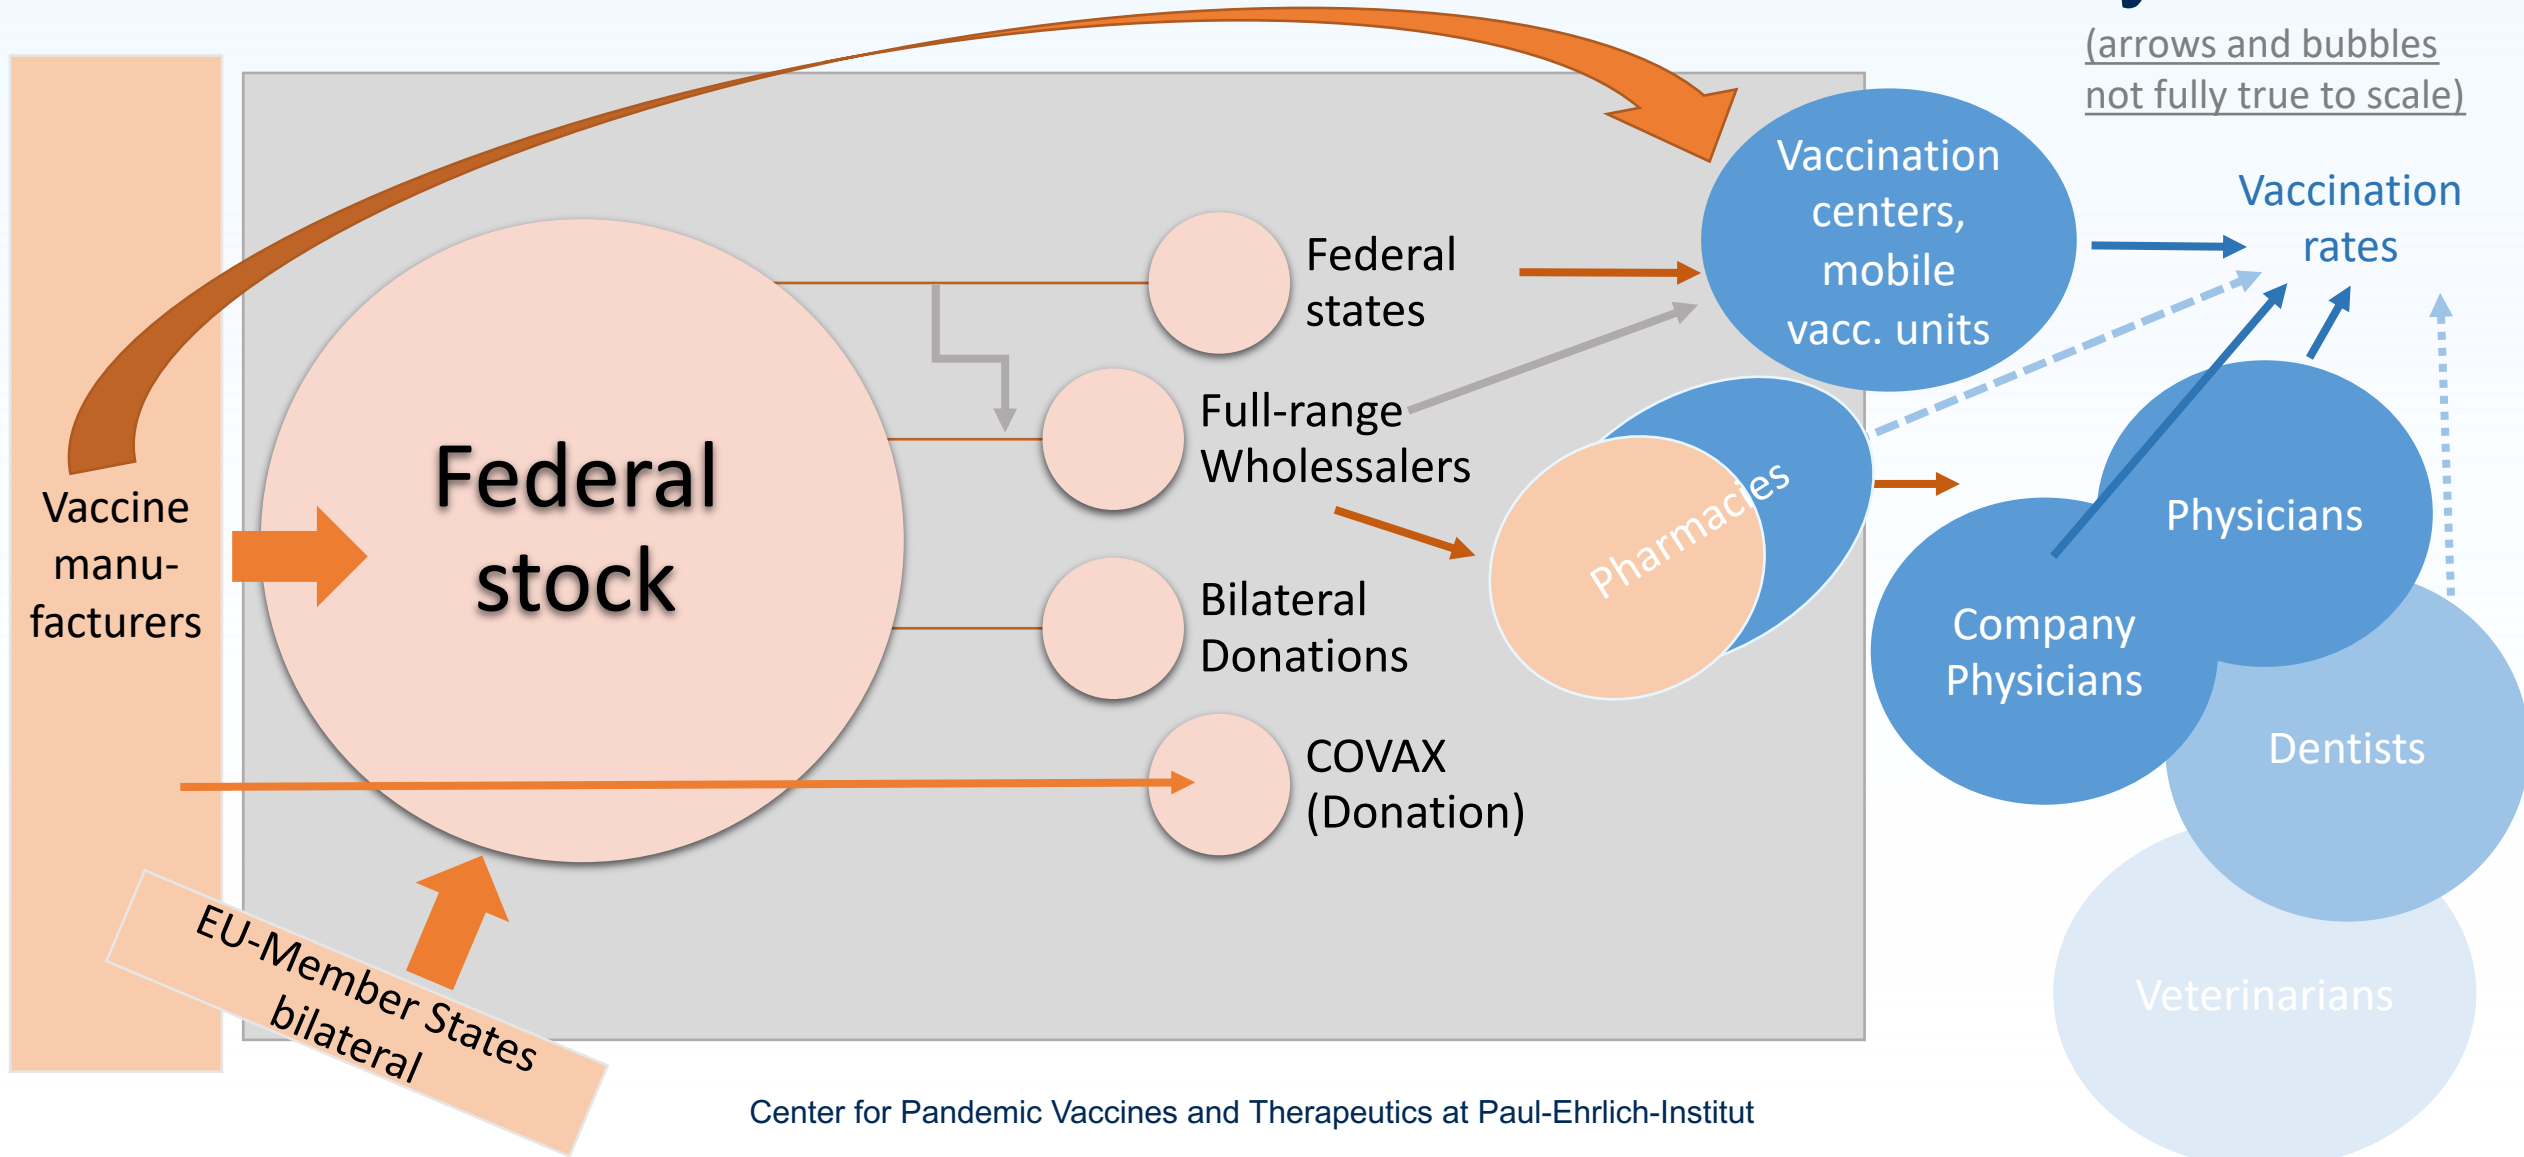 (arrows and bubbles
not fully true to scale)
Vaccine
manu-
facturers
Federal
stock
EU-Member States
bilateral
Federal
states
Full-range
Wholessalers
Bilateral
Donations
COVAX
(Donation)
Pharmacies
Vaccination
centers,
mobile
vacc. units
Vaccination
rates
Physicians
Company
Physicians
Dentists
Veterinarians
Center for Pandemic Vaccines and Therapeutics at Paul-Ehrlich-Institut